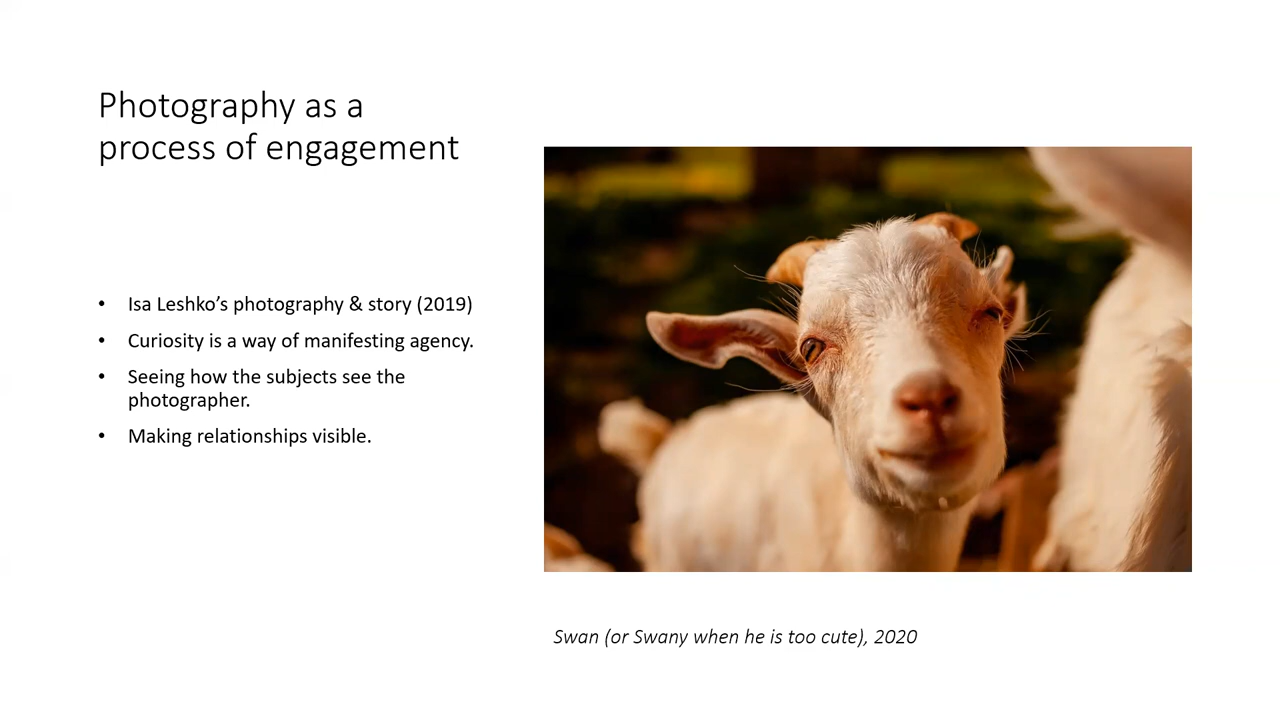 Photography as a
process of engagement
• Isa Leshko’s photography & story (2019)
• Curiosity is a way of manifesting agency.
• Seeing how the subjects see the
photographer.
• Making relationships visible.
Swan (or Swany when he is too cute), 2020